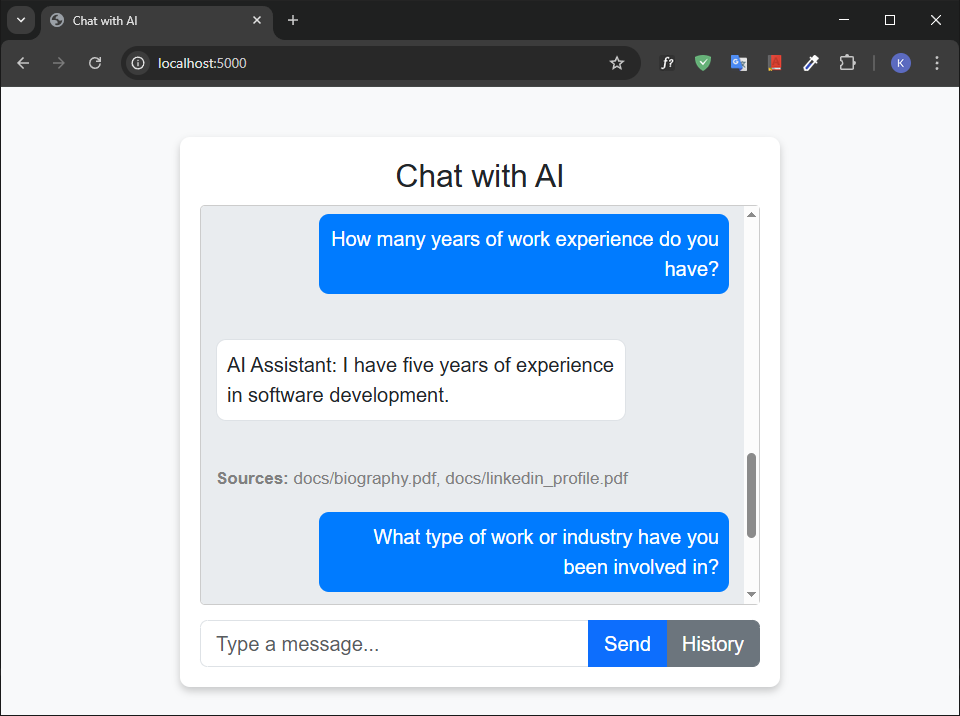 Chat with AI
localhost:5000
f?
G
K
Chat with AI
How many years of work experience do you
have?
AI Assistant: I have five years of experience
in software development.
Sources: docs/biography.pdf, docs/linkedin_profile.pdf
What type of work or industry have you
been involved in?
Type a message...
Send
History